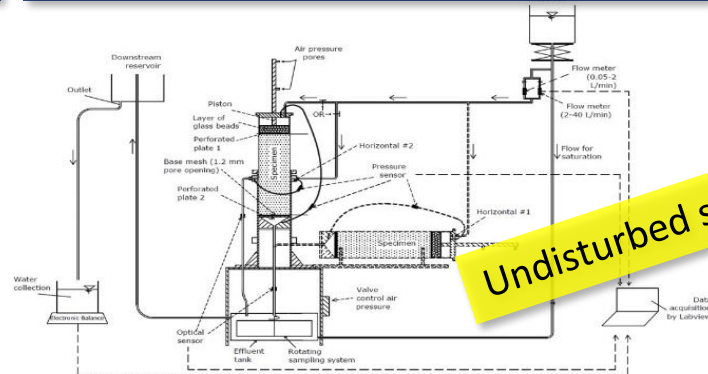 Downstream
reservoir
Outlet
Air pressure
pores
Flow meter
(0.05-2
L/min)
Flow meter
(2-40 L/min)
Piston
OR
Layer of
glass beads
Perforated
plate 1
Specimen
Base mesh (1.2 mm
pore opening)
Horizontal #2
Pressure
sensor
Flow for
saturation
Perforated
plate 2
Horizontal #1
Specimen
Undisturbed s
Water
collection
Electronic Balance
Valve
control air
pressure
Data
acquisition
by Labview
Optical
sensor
Effluent
tank
Rotating
sampling system